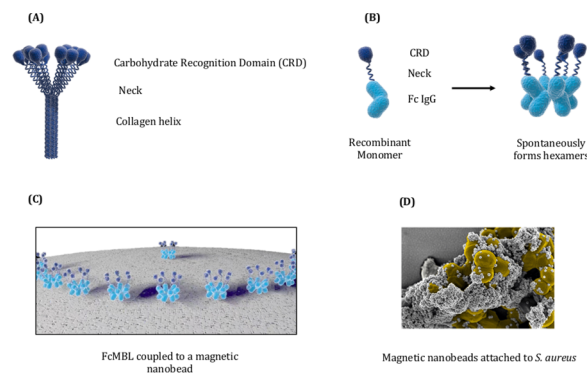 (A)
Carbohydrate Recognition Domain (CRD)
Neck
Collagen helix
(B)
CRD
Neck
Fc IgG
Recombinant
Monomer
Spontaneously
forms hexamers
(C)
FcMBL coupled to a magnetic
nanobead
(D)
Magnetic nanobeads attached to S. aureus